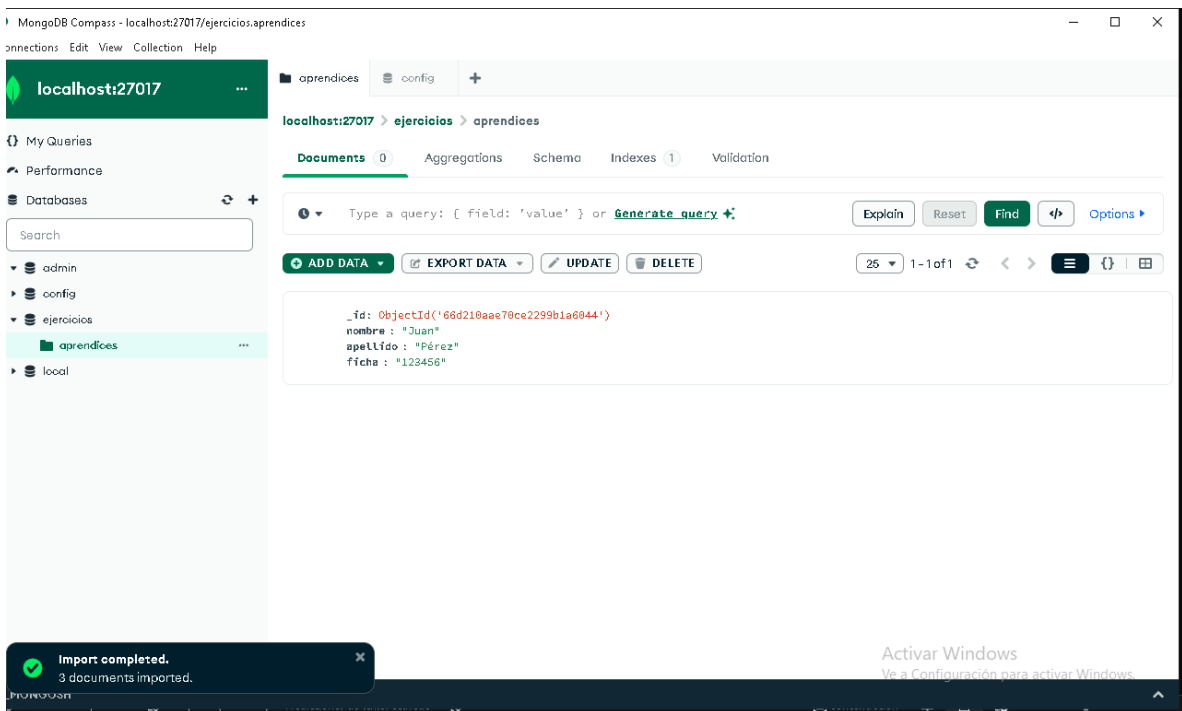 MongoDB Compass - localhost:27017/ejercicios.aprendices
onnections Edit View Collection Help
localhost:27017 ...
aprendices config +
localhost:27017 > ejercicios > aprendices
{} My Queries
Performance
Databases
Search
admin
config
ejercicios
aprendices ...
local
Documents 0 Aggregations Schema Indexes 1 Validation
Type a query: { field: 'value' } or Generate query
Explain Reset Find </> Options
ADD DATA EXPORT DATA UPDATE DELETE
25 1-1 of 1 {}
_id: ObjectId('66d210aae70ce2299b1a6044')
nombre : "Juan"
apellido : "Pérez"
ficha : "123456"
Import completed.
3 documents imported.
Activar Windows
Ve a Configuración para activar Windows.
_MONGOSH